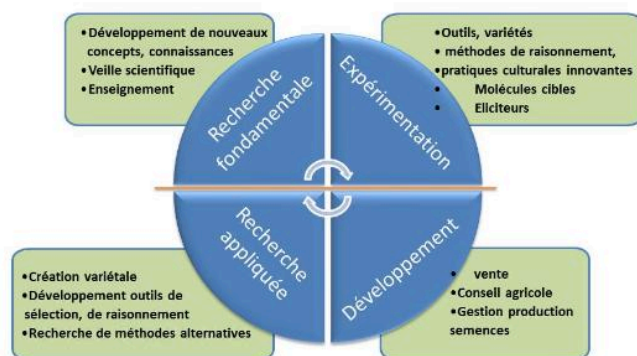 •Développement de nouveaux
concepts, connaissances
•Veille scientifique
•Enseignement
•Outils, variétés
• méthodes de raisonnement,
•pratiques culturales innovantes
• Molécules cibles
• Eliciteurs
Recherche
fondamentale
Expérimentation
Recherche
appliquée
Développement
•Création variétale
•Développement outils de
sélection, de raisonnement
•Recherche de méthodes alternatives
• vente
•Conseil agricole
•Gestion production
semences